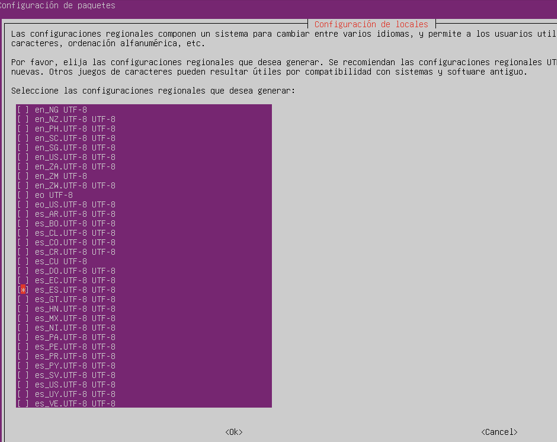 Configuración de paquetes
Configuración de locales
Las configuraciones regionales componen un sistema para cambiar entre varios idiomas, y permite a los usuarios util
caracteres, ordenación alfanumérica, etc.
Por favor, elija las configuraciones regionales que desea generar. Se recomiendan las configuraciones regionales UT
nuevas. Otros juegos de caracteres pueden resultar útiles por compatibilidad con sistemas y software antiguo.
Seleccione las configuraciones regionales que desea generar:
[ ] en_NG UTF-8
[ ] en_NZ.UTF-8 UTF-8
[ ] en_PH.UTF-8 UTF-8
[ ] en_SC.UTF-8 UTF-8
[ ] en_SG.UTF-8 UTF-8
[ ] en_US.UTF-8 UTF-8
[ ] en_ZA.UTF-8 UTF-8
[ ] en_ZM UTF-8
[ ] en_ZW.UTF-8 UTF-8
[ ] eo UTF-8
[ ] eo_US.UTF-8 UTF-8
[ ] es_AR.UTF-8 UTF-8
[ ] es_BO.UTF-8 UTF-8
[ ] es_CL.UTF-8 UTF-8
[ ] es_CO.UTF-8 UTF-8
[ ] es_CR.UTF-8 UTF-8
[ ] es_CU UTF-8
[ ] es_DO.UTF-8 UTF-8
[ ] es_EC.UTF-8 UTF-8
[*] es_ES.UTF-8 UTF-8
[ ] es_GT.UTF-8 UTF-8
[ ] es_HN.UTF-8 UTF-8
[ ] es_MX.UTF-8 UTF-8
[ ] es_NI.UTF-8 UTF-8
[ ] es_PA.UTF-8 UTF-8
[ ] es_PE.UTF-8 UTF-8
[ ] es_PR.UTF-8 UTF-8
[ ] es_PY.UTF-8 UTF-8
[ ] es_SV.UTF-8 UTF-8
[ ] es_US.UTF-8 UTF-8
[ ] es_UY.UTF-8 UTF-8
[ ] es_VE.UTF-8 UTF-8
<Ok> <Cancel>